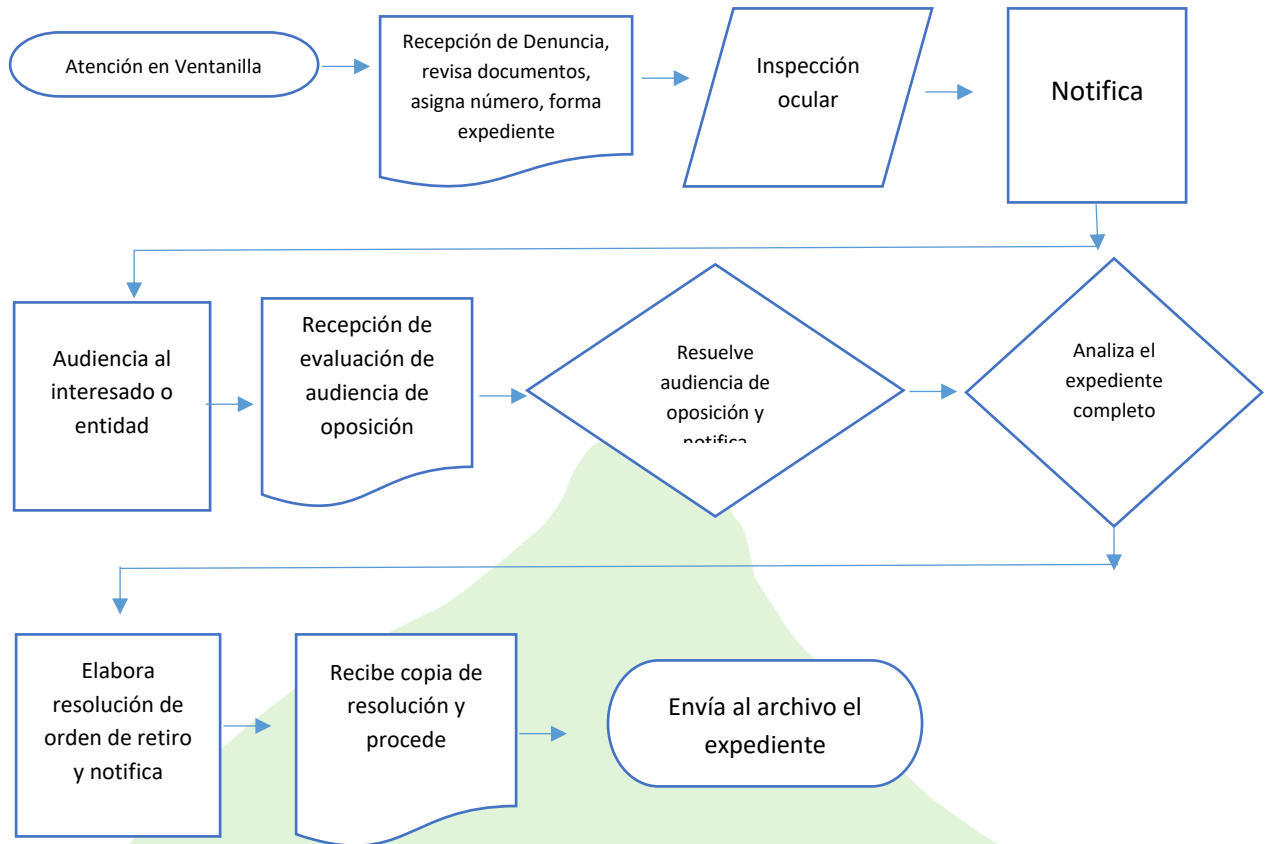 Atención en Ventanilla
Recepción de Denuncia,
revisa documentos,
asigna número, forma
expediente
Inspección
ocular
Notifica
Audiencia al
interesado o
entidad
Recepción de
evaluación de
audiencia de
oposición
Resuelve
audiencia de
oposición y
notifica
Analiza el
expediente
completo
Elabora
resolución de
orden de retiro
y notifica
Recibe copia de
resolución y
procede
Envía al archivo el
expediente